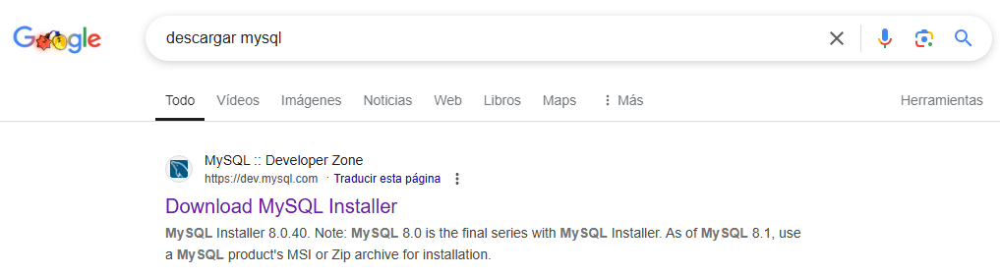 Google
descargar mysql
Todo Vídeos Imágenes Noticias Web Libros Maps Más Herramientas
MySQL :: Developer Zone
https://dev.mysql.com · Traducir esta página
Download MySQL Installer
MySQL Installer 8.0.40. Note: MySQL 8.0 is the final series with MySQL Installer. As of MySQL 8.1, use
a MySQL product's MSI or Zip archive for installation.